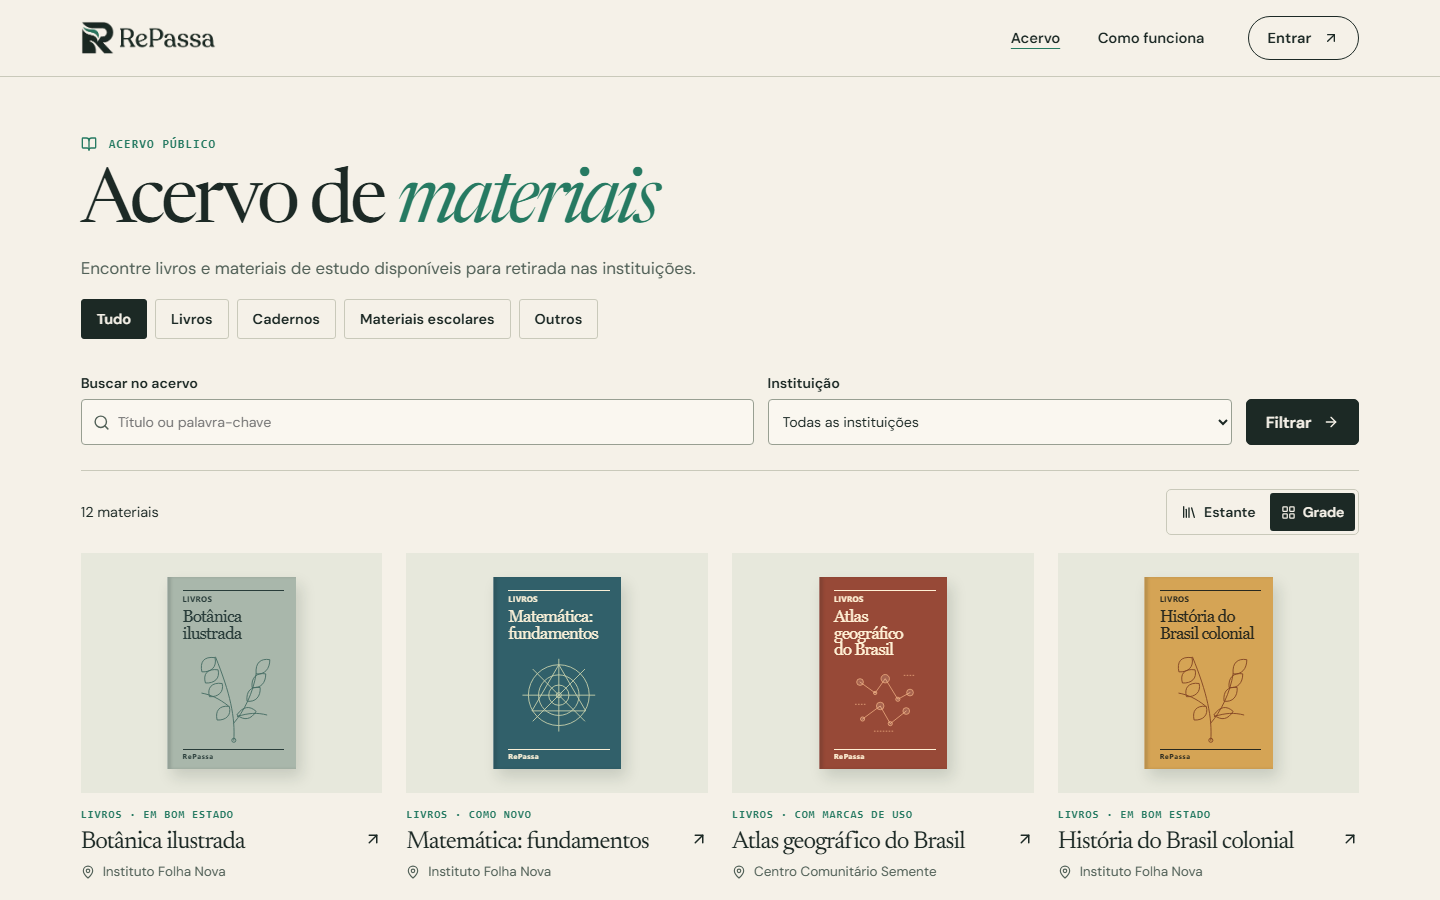 RePassa
Acervo
Como funciona
Entrar
ACERVO PÚBLICO
Acervo de materiais
Encontre livros e materiais de estudo disponíveis para retirada nas instituições.
Tudo
Livros
Cadernos
Materiais escolares
Outros
Buscar no acervo
Título ou palavra-chave
Instituição
Todas as instituições
Filtrar
12 materiais
Estante
Grade
LIVROS
Botânica
ilustrada
RePassa
LIVROS
Matemática:
fundamentos
RePassa
LIVROS
Atlas
geográfico
do Brasil
RePassa
LIVROS
História do
Brasil colonial
RePassa
LIVROS · EM BOM ESTADO
Botânica ilustrada
Instituto Folha Nova
LIVROS · COMO NOVO
Matemática: fundamentos
Instituto Folha Nova
LIVROS · COM MARCAS DE USO
Atlas geográfico do Brasil
Centro Comunitário Semente
LIVROS · EM BOM ESTADO
História do Brasil colonial
Instituto Folha Nova